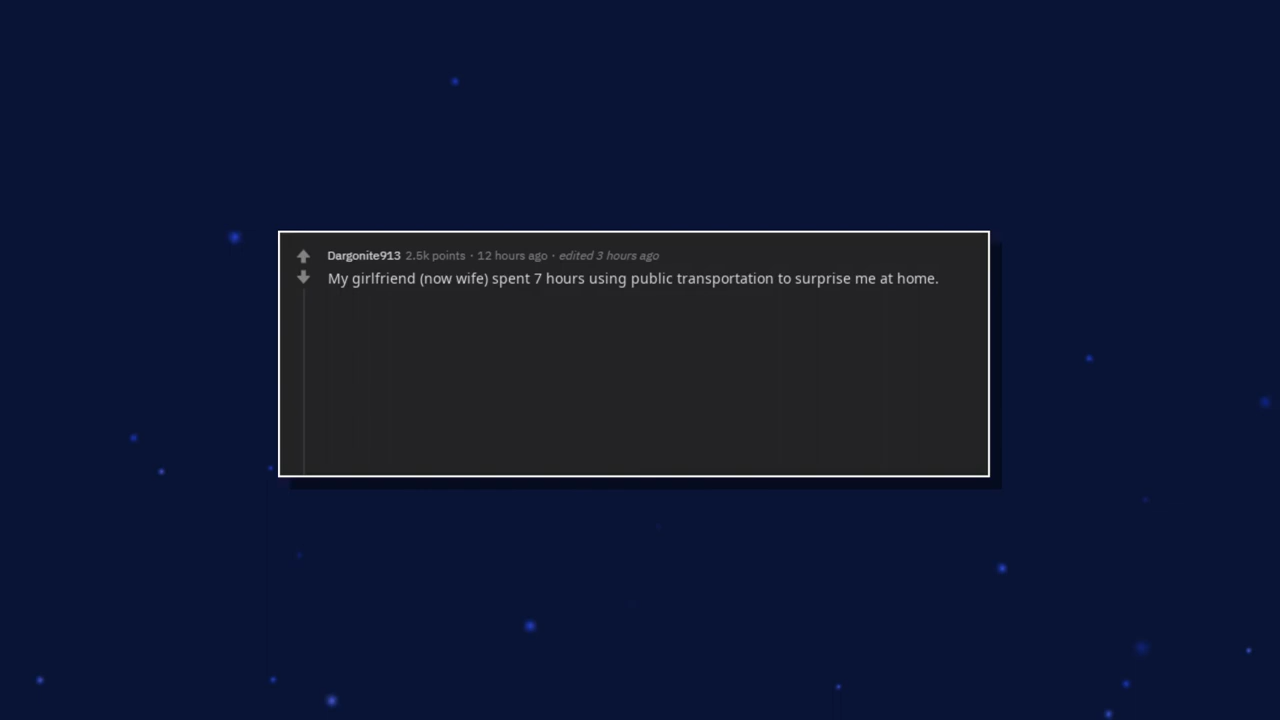 Dargonite913 2.5k points · 12 hours ago · edited 3 hours ago
My girlfriend (now wife) spent 7 hours using public transportation to surprise me at home.